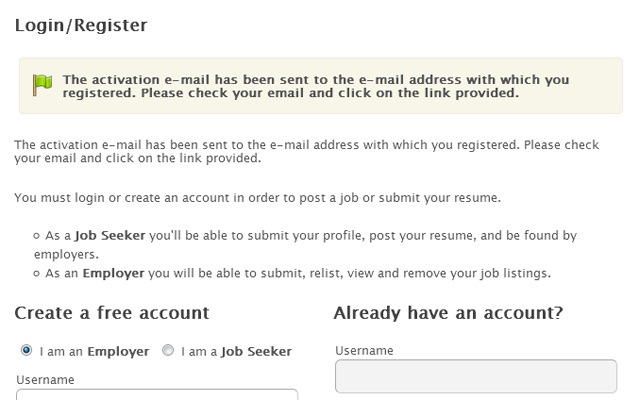 Login/Register
The activation e-mail has been sent to the e-mail address with which you
registered. Please check your email and click on the link provided.
The activation e-mail has been sent to the e-mail address with which you registered. Please check
your email and click on the link provided.
You must login or create an account in order to post a job or submit your resume.
As a Job Seeker you'll be able to submit your profile, post your resume, and be found by
employers.
As an Employer you will be able to submit, relist, view and remove your job listings.
Create a free account
I am an Employer I am a Job Seeker
Username
Already have an account?
Username